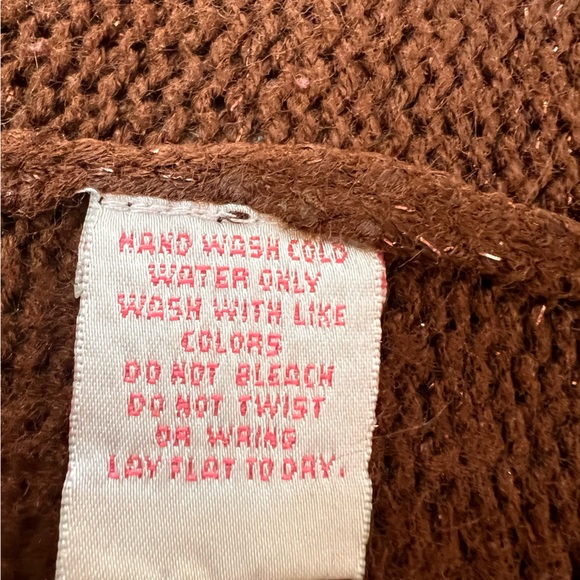 HAND WASH COLD
WATER ONLY
WASH WITH LIKE
COLORS
DO NOT BLEACH
DO NOT TWIST
OR WRING
LAY FLAT TO DRY.